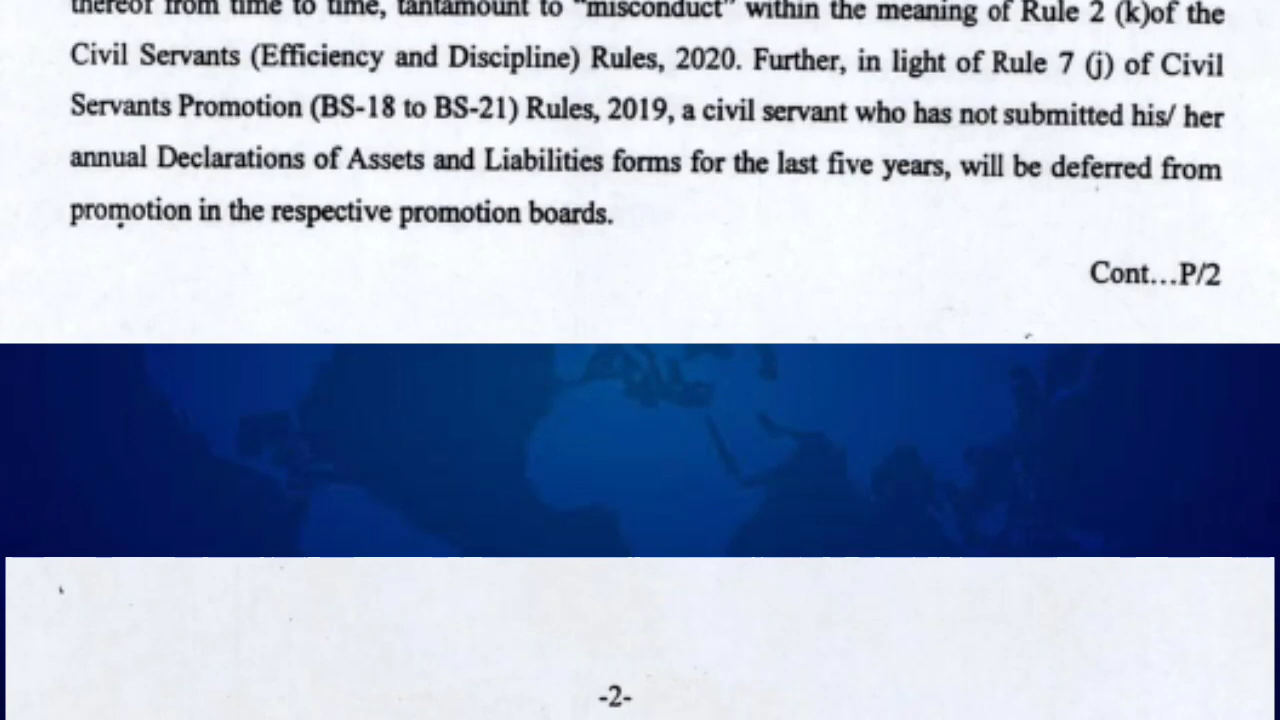 thereof from time to time, tantamount to "misconduct" within the meaning of Rule 2 (k)of the
Civil Servants (Efficiency and Discipline) Rules, 2020. Further, in light of Rule 7 (j) of Civil
Servants Promotion (BS-18 to BS-21) Rules, 2019, a civil servant who has not submitted his/ her
annual Declarations of Assets and Liabilities forms for the last five years, will be deferred from
promotion in the respective promotion boards.
Cont...P/2
-2-